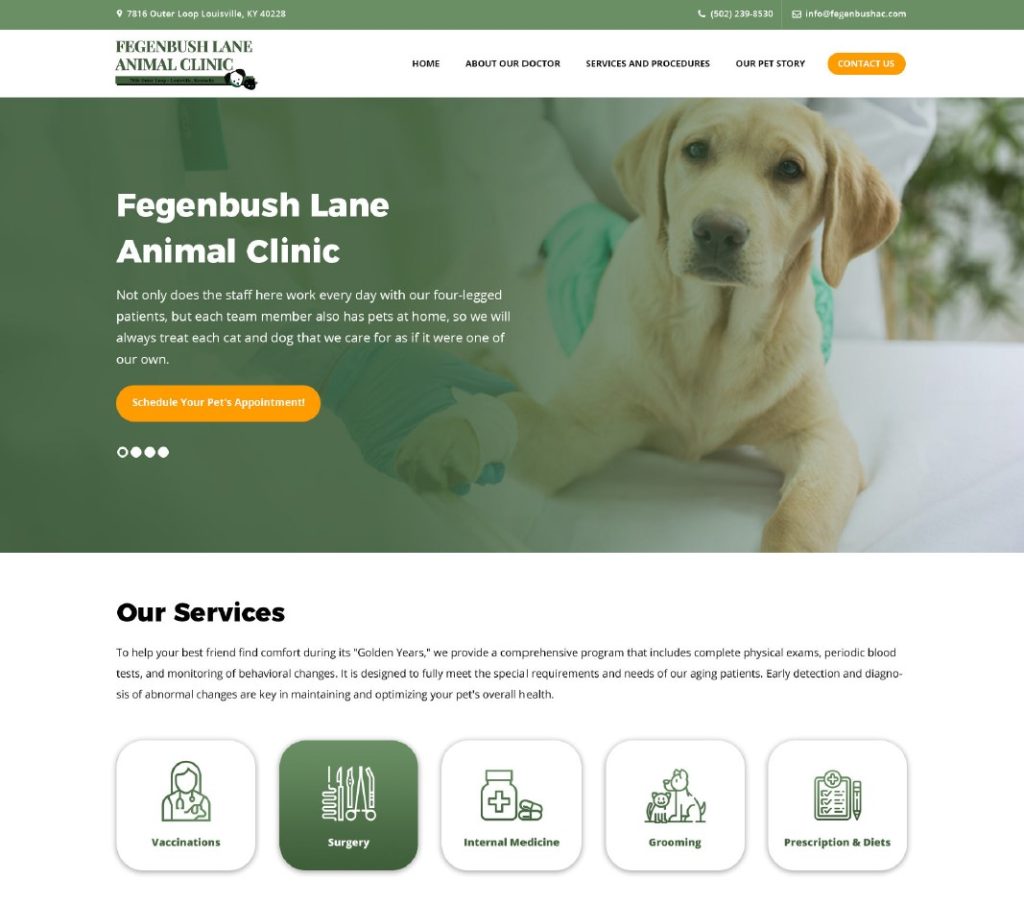 7816 Outer Loop Louisville, KY 40228
(502) 239-8530
info@fegenbushac.com
FEGENBUSH LANE
ANIMAL CLINIC
7816 Outer Loop • Louisville, Kentucky
HOME
ABOUT OUR DOCTOR
SERVICES AND PROCEDURES
OUR PET STORY
CONTACT US
Fegenbush Lane
Animal Clinic
Not only does the staff here work every day with our four-legged
patients, but each team member also has pets at home, so we will
always treat each cat and dog that we care for as if it were one of
our own.
Schedule Your Pet's Appointment!
Our Services
To help your best friend find comfort during its "Golden Years," we provide a comprehensive program that includes complete physical exams, periodic blood
tests, and monitoring of behavioral changes. It is designed to fully meet the special requirements and needs of our aging patients. Early detection and diagno-
sis of abnormal changes are key in maintaining and optimizing your pet's overall health.
Vaccinations
Surgery
Internal Medicine
Grooming
Prescription & Diets